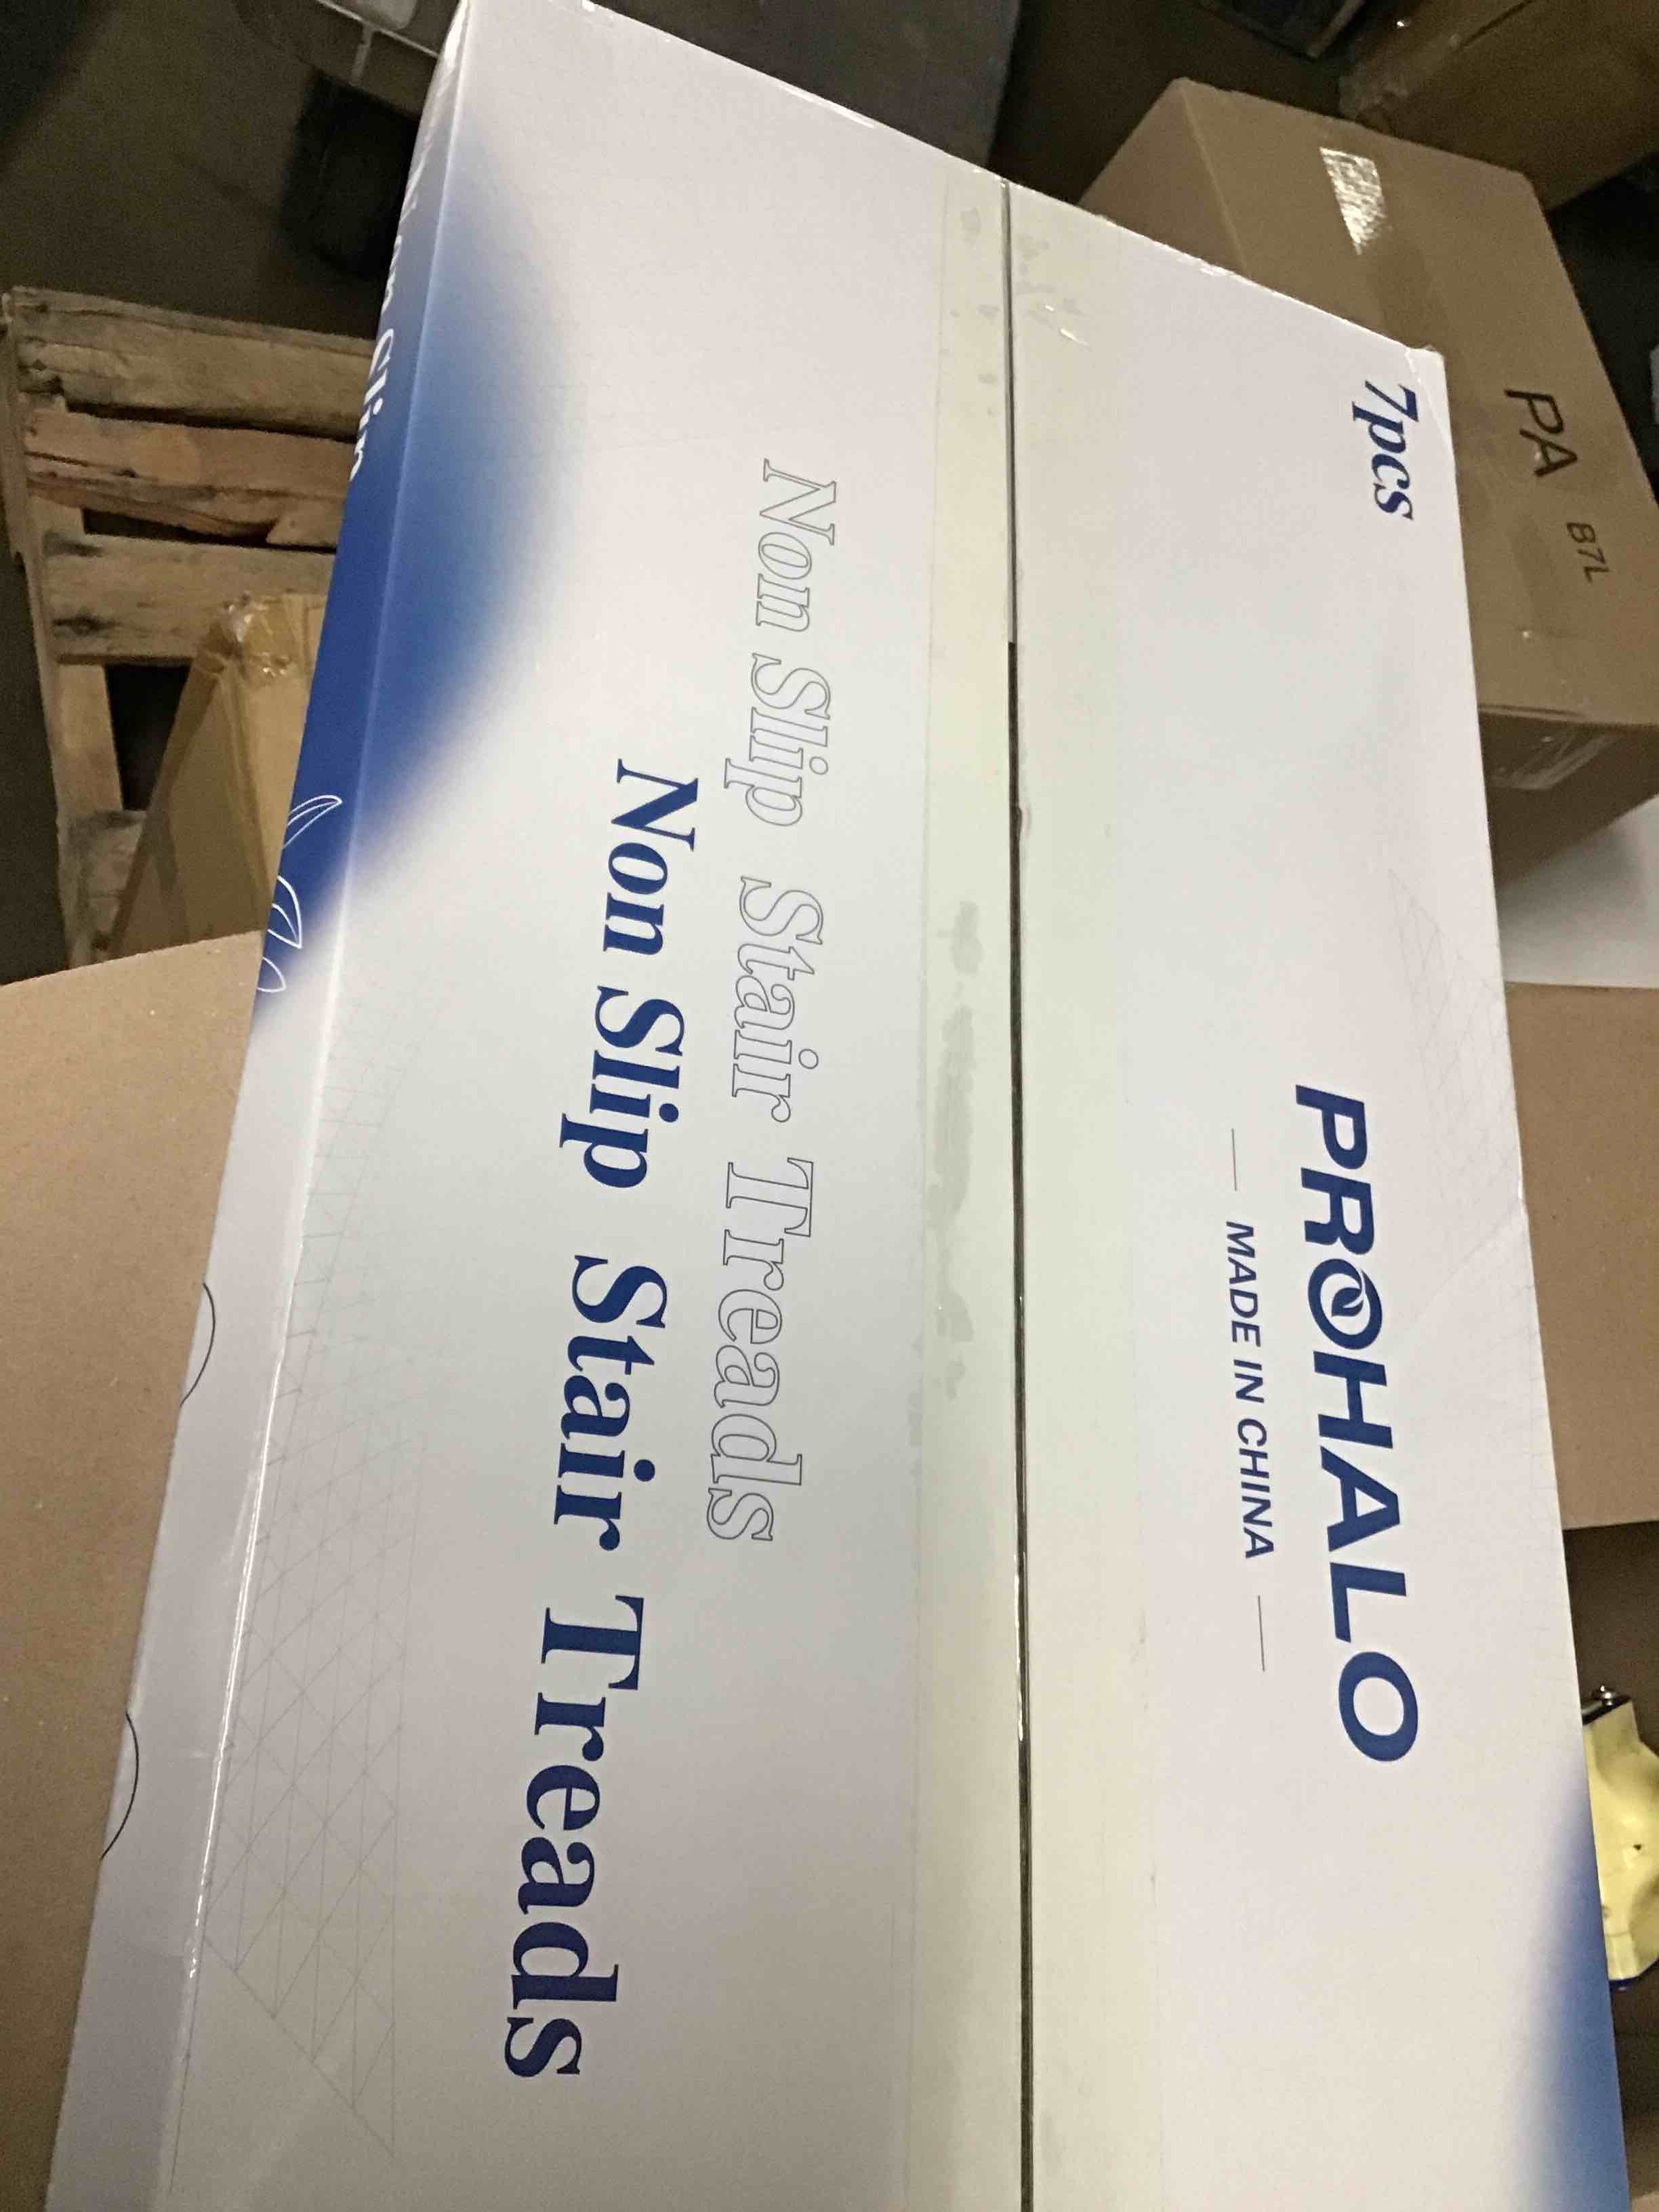 7pcs
PROHALO
MADE IN CHINA
Non Slip Stair Treads
Non Slip Stair Treads
PA B7L